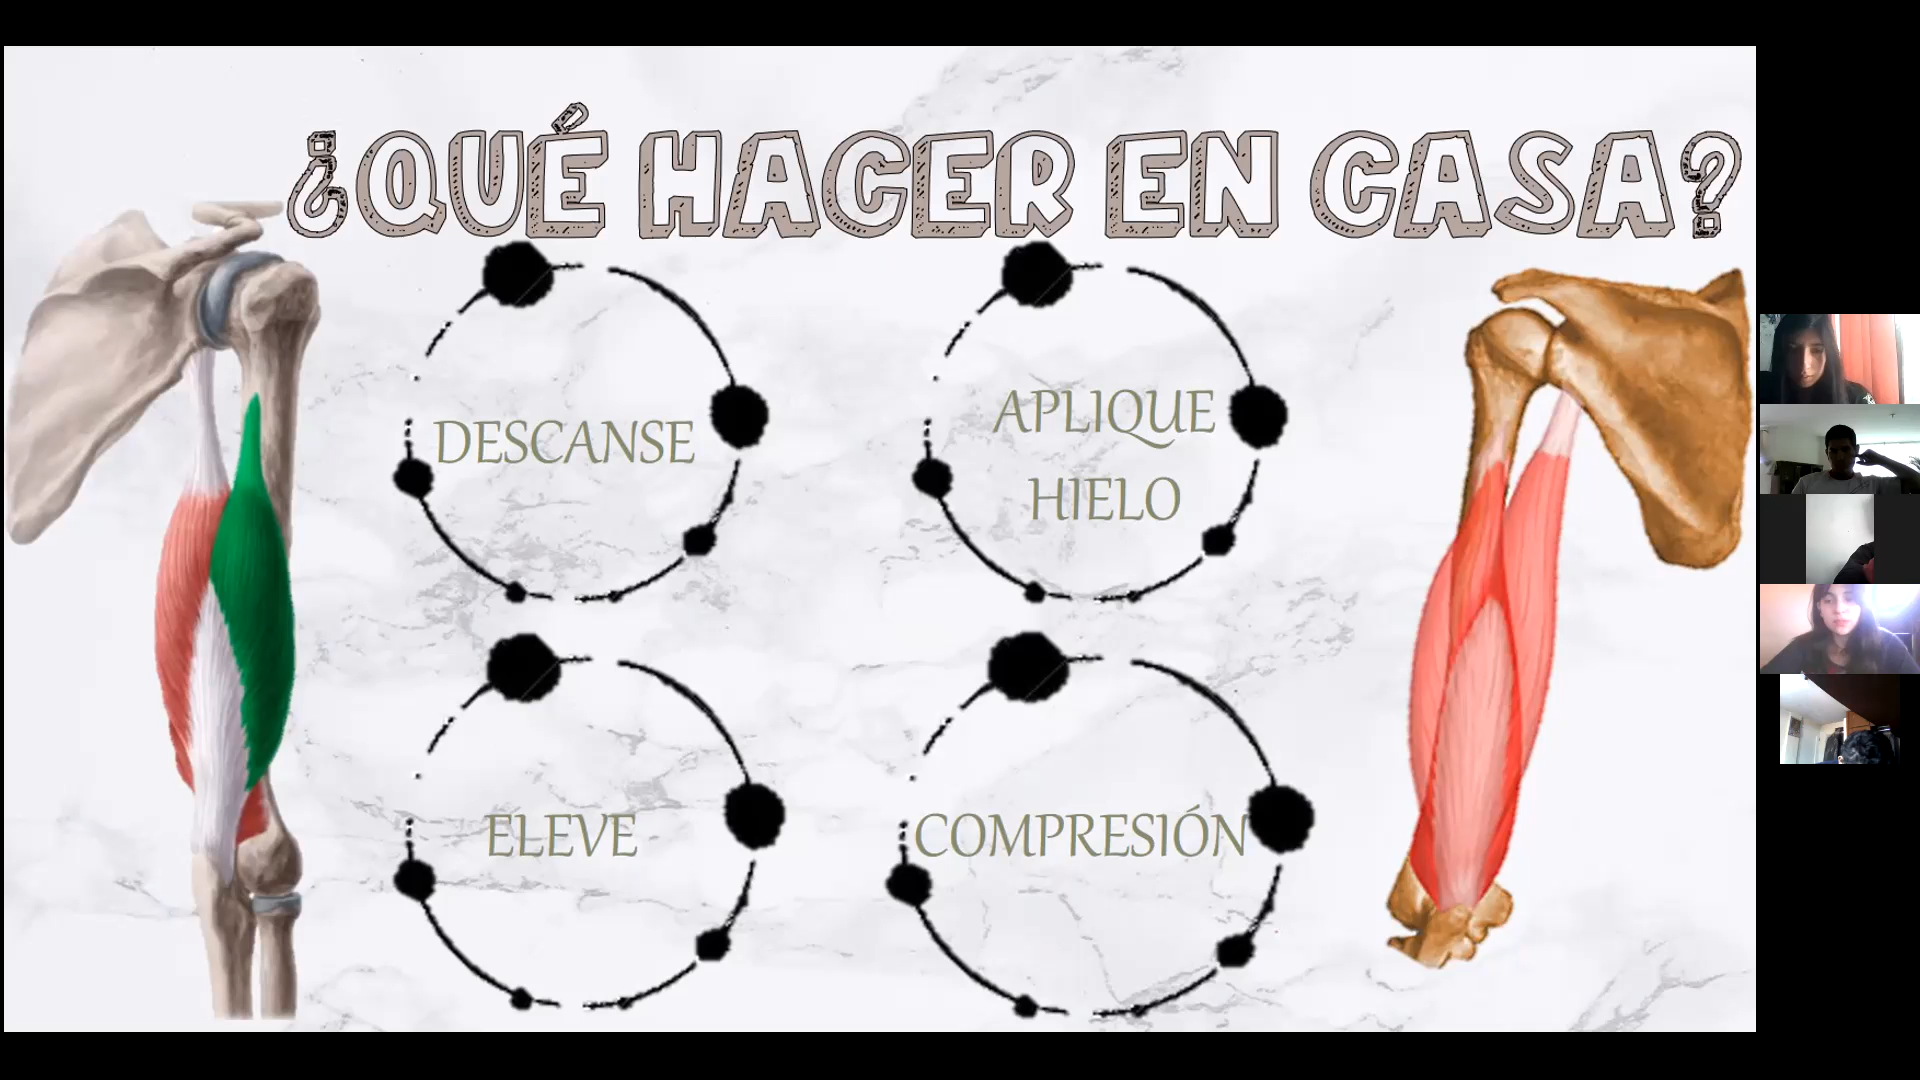 ¿QUÉ HACER EN CASA?
DESCANSE
APLIQUE
HIELO
ELEVE
COMPRESIÓN